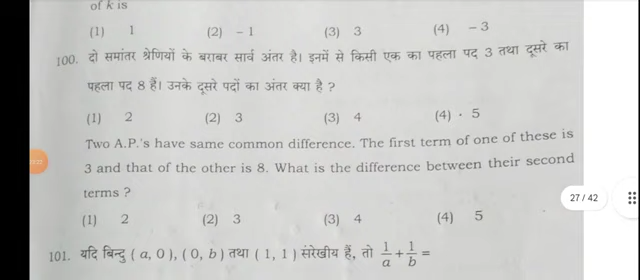 of k is
(1) 1 (2) - 1 (3) 3 (4) - 3
100. दो समांतर श्रेणियों के बराबर सार्व अंतर है। इनमें से किसी एक का पहला पद 3 तथा दूसरे का
पहला पद 8 हैं। उनके दूसरे पदों का अंतर क्या है ?
(1) 2 (2) 3 (3) 4 (4) · 5
Two A.P.'s have same common difference. The first term of one of these is
3 and that of the other is 8. What is the difference between their second
terms ?
27 / 42
(1) 2 (2) 3 (3) 4 (4) 5
101. यदि बिन्दु ( a, 0 ), ( 0, b ) तथा ( 1, 1 ) संरेखीय हैं, तो 1/a + 1/b =